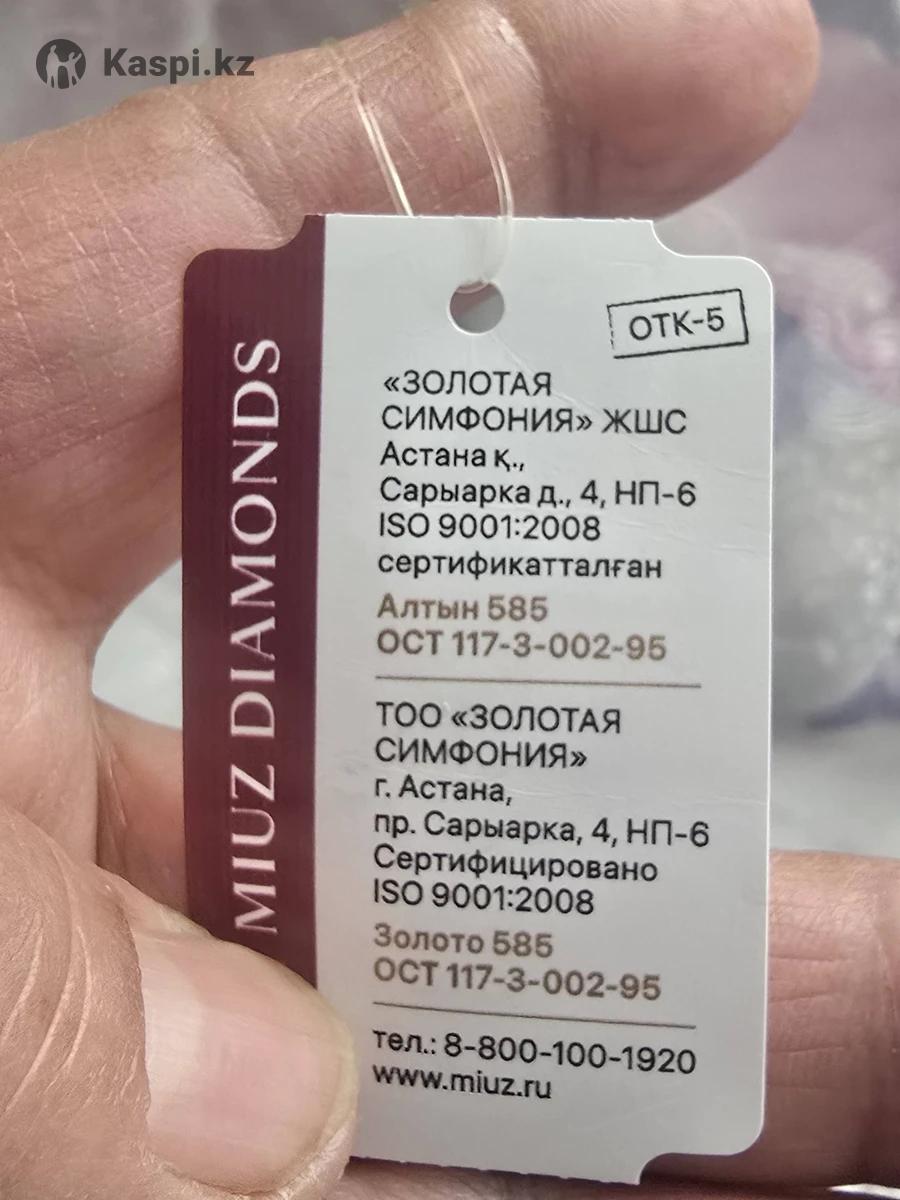 Kaspi.kz
MIUZ DIAMONDS
ОТК-5
«ЗОЛОТАЯ
СИМФОНИЯ» ЖШС
Астана қ.,
Сарыарка д., 4, НП-6
ISO 9001:2008
сертификатталған
Алтын 585
ОСТ 117-3-002-95
ТОО «ЗОЛОТАЯ
СИМФОНИЯ»
г. Астана,
пр. Сарыарка, 4, НП-6
Сертифицировано
ISO 9001:2008
Золото 585
ОСТ 117-3-002-95
тел.: 8-800-100-1920
www.miuz.ru